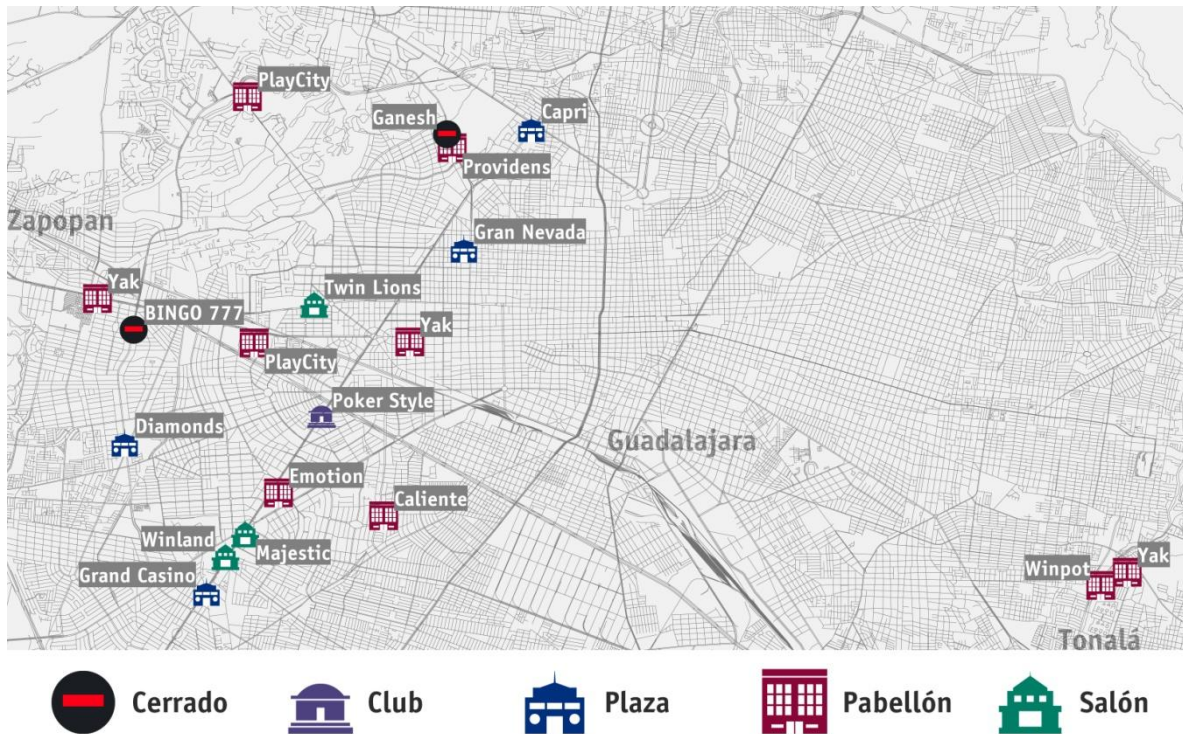 PlayCity
Ganesh
Capri
Providens
Zapopan
Gran Nevada
Yak
Twin Lions
BINGO 777
Yak
PlayCity
Poker Style
Diamonds
Guadalajara
Emotion
Caliente
Winland
Majestic
Grand Casino
Winpot
Yak
Tonalá
Cerrado
Club
Plaza
Pabellón
Salón